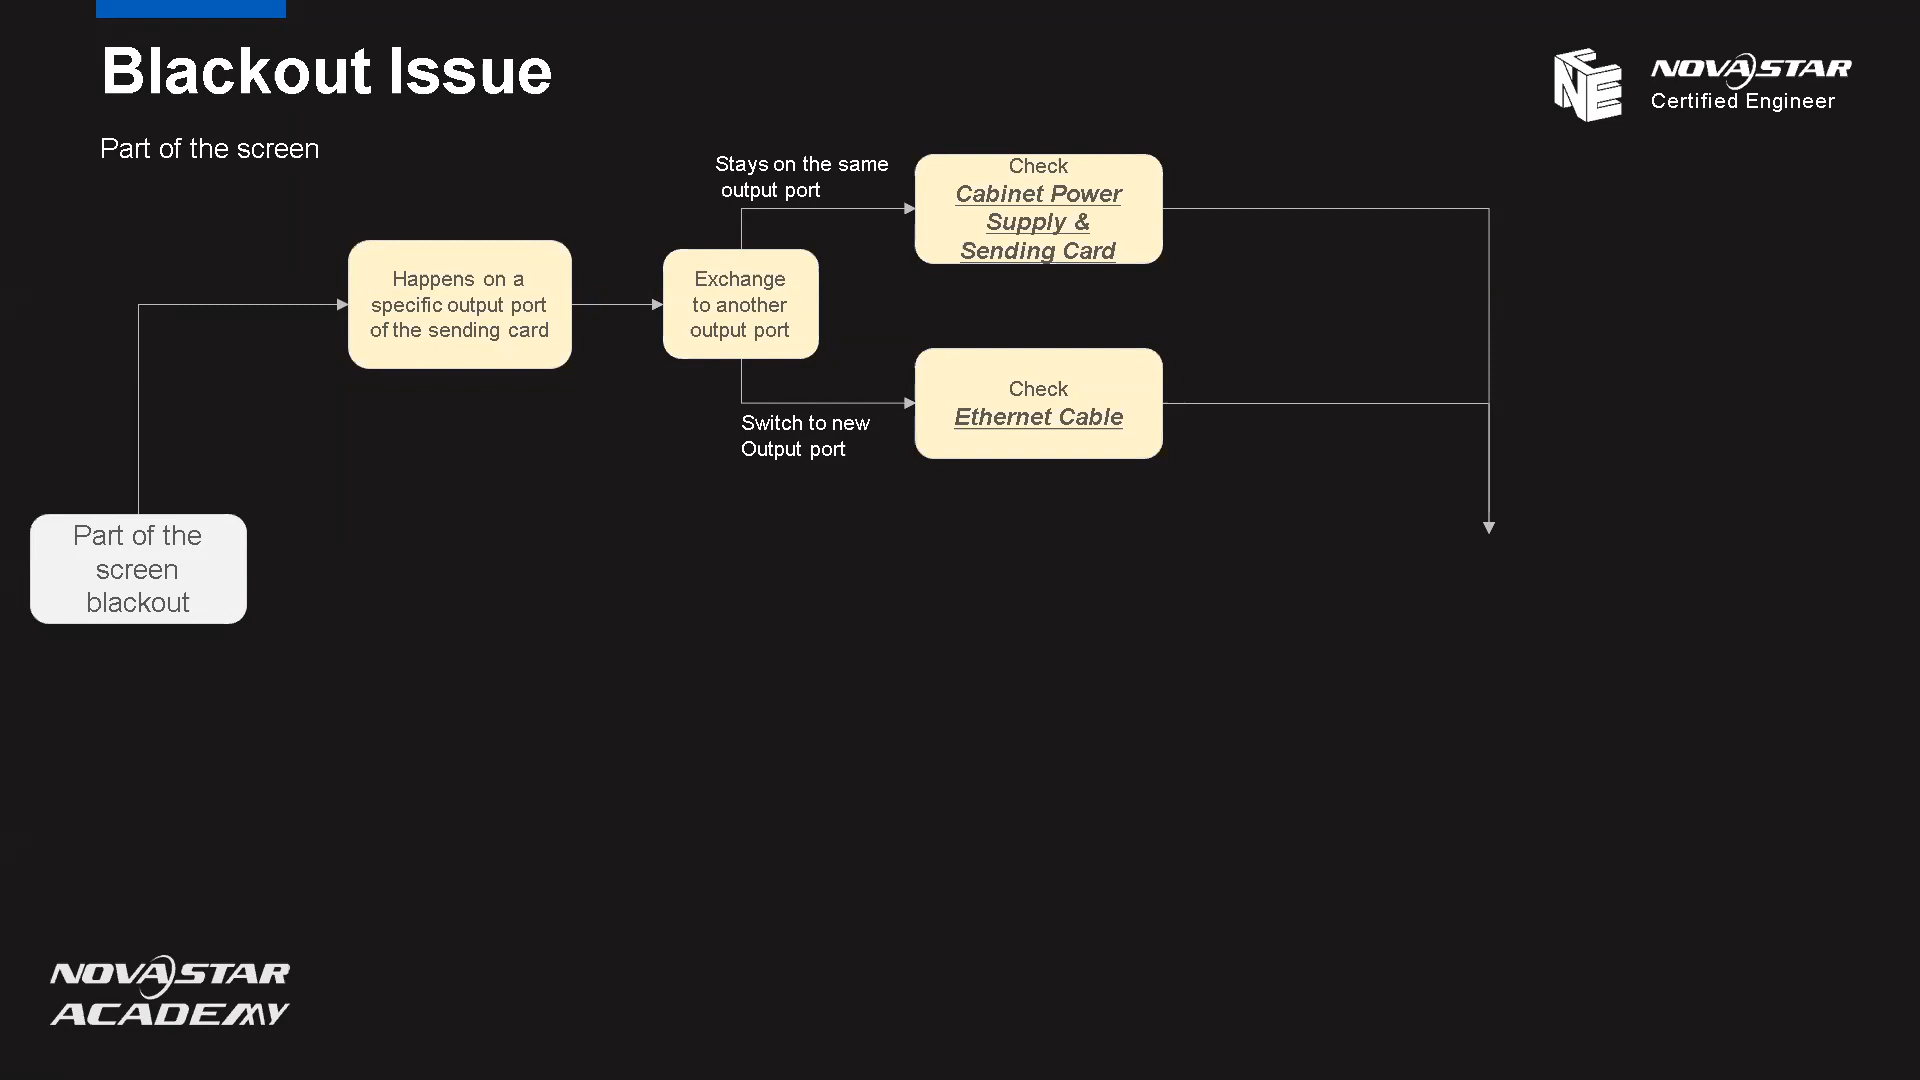 Blackout Issue
NOVASTAR
Certified Engineer
NCE
Part of the screen
Stays on the same
output port
Check
Cabinet Power
Supply &
Sending Card
Happens on a
specific output port
of the sending card
Exchange
to another
output port
Check
Ethernet Cable
Switch to new
Output port
Part of the
screen
blackout
NOVASTAR
ACADEMY